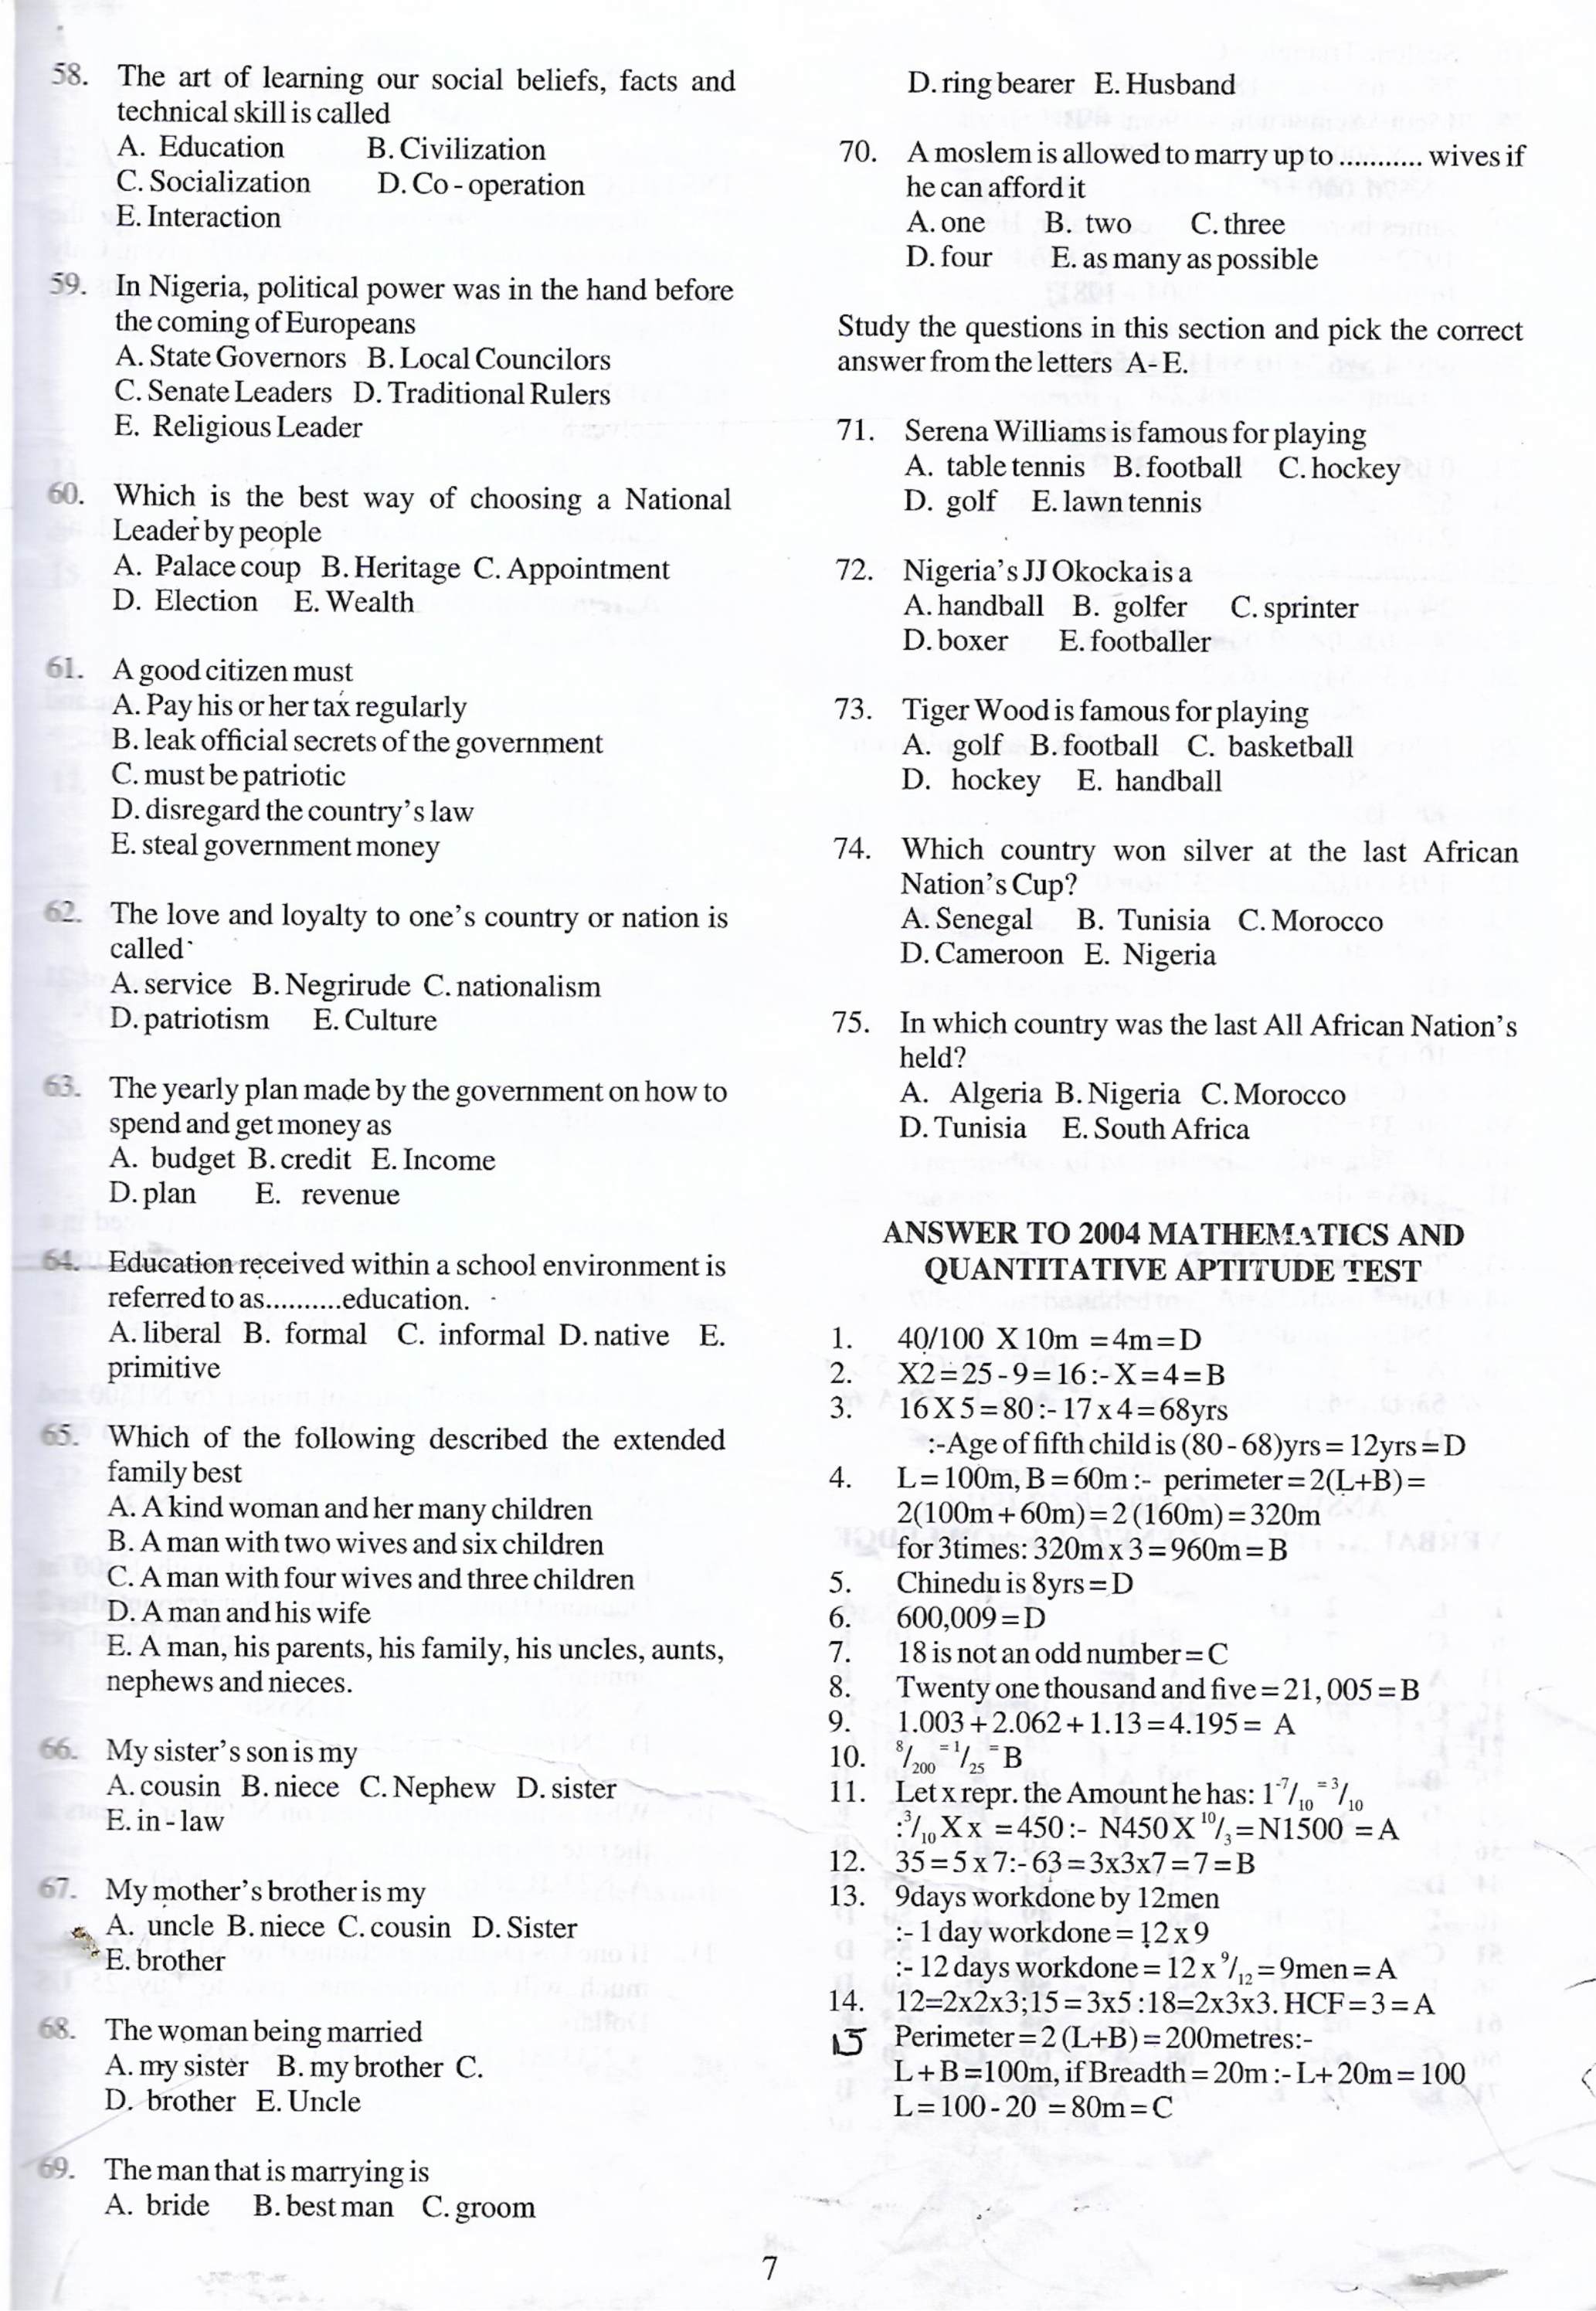 58. The art of learning our social beliefs, facts and
technical skill is called
A. Education B. Civilization
C. Socialization D. Co - operation
E. Interaction
59. In Nigeria, political power was in the hand before
the coming of Europeans
A. State Governors B. Local Councilors
C. Senate Leaders D. Traditional Rulers
E. Religious Leader
60. Which is the best way of choosing a National
Leader by people
A. Palace coup B. Heritage C. Appointment
D. Election E. Wealth
61. A good citizen must
A. Pay his or her tax regularly
B. leak official secrets of the government
C. must be patriotic
D. disregard the country's law
E. steal government money
62. The love and loyalty to one's country or nation is
called
A. service B. Negrirude C. nationalism
D. patriotism E. Culture
63. The yearly plan made by the government on how to
spend and get money as
A. budget B. credit E. Income
D. plan E. revenue
64. Education received within a school environment is
referred to as..........education.
A. liberal B. formal C. informal D. native E.
primitive
65. Which of the following described the extended
family best
A. A kind woman and her many children
B. A man with two wives and six children
C. A man with four wives and three children
D. A man and his wife
E. A man, his parents, his family, his uncles, aunts,
nephews and nieces.
66. My sister's son is my
A. cousin B. niece C. Nephew D. sister
E. in - law
67. My mother's brother is my
A. uncle B. niece C. cousin D. Sister
E. brother
68. The woman being married
A. my sister B. my brother C.
D. brother E. Uncle
69. The man that is marrying is
A. bride B. best man C. groom
D. ring bearer E. Husband
70. A moslem is allowed to marry up to ........... wives if
he can afford it
A. one B. two C. three
D. four E. as many as possible
Study the questions in this section and pick the correct
answer from the letters A- E.
71. Serena Williams is famous for playing
A. table tennis B. football C. hockey
D. golf E. lawn tennis
72. Nigeria's JJ Okocka is a
A. handball B. golfer C. sprinter
D. boxer E. footballer
73. Tiger Wood is famous for playing
A. golf B. football C. basketball
D. hockey E. handball
74. Which country won silver at the last African
Nation's Cup?
A. Senegal B. Tunisia C. Morocco
D. Cameroon E. Nigeria
75. In which country was the last All African Nation's
held?
A. Algeria B. Nigeria C. Morocco
D. Tunisia E. South Africa
ANSWER TO 2004 MATHEMATICS AND
QUANTITATIVE APTITUDE TEST
1. 40/100 X 10m = 4m = D
2. X2 = 25 - 9 = 16 :- X = 4 = B
3. 16 X 5 = 80 :- 17 x 4 = 68yrs
:-Age of fifth child is (80 - 68)yrs = 12yrs = D
4. L = 100m, B = 60m :- perimeter = 2(L+B) =
2(100m + 60m) = 2 (160m) = 320m
for 3times: 320m x 3 = 960m = B
5. Chinedu is 8yrs = D
6. 600,009 = D
7. 18 is not an odd number = C
8. Twenty one thousand and five = 21, 005 = B
9. 1.003 + 2.062 + 1.13 = 4.195 = A
10. 8/200 = 1/25 = B
11. Let x repr. the Amount he has: 1-7/10 = 3/10
:3/10 X x = 450 :- N450 X 10/3 = N1500 = A
12. 35 = 5 x 7:- 63 = 3x3x7 = 7 = B
13. 9days workdone by 12men
:- 1 day workdone = 12 x 9
:- 12 days workdone = 12 x 9/12 = 9men = A
14. 12=2x2x3;15 = 3x5 :18=2x3x3. HCF = 3 = A
15 Perimeter = 2 (L+B) = 200metres:-
L + B =100m, if Breadth = 20m :- L+ 20m = 100
L = 100 - 20 = 80m = C
7